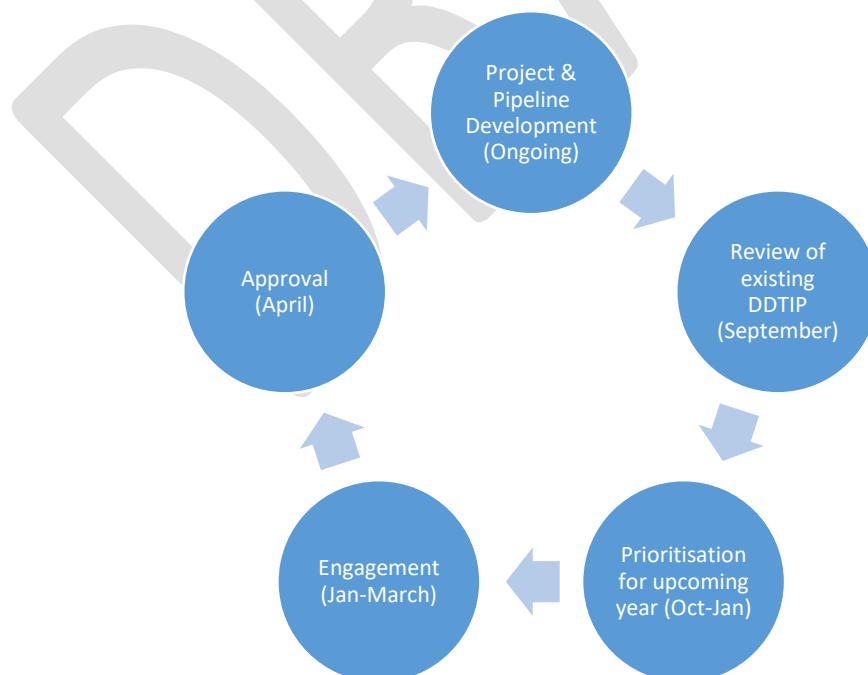 Project &
Pipeline
Development
(Ongoing)
Review of
existing
DDTIP
(September)
Prioritisation
for upcoming
year (Oct-Jan)
Engagement
(Jan-March)
Approval
(April)